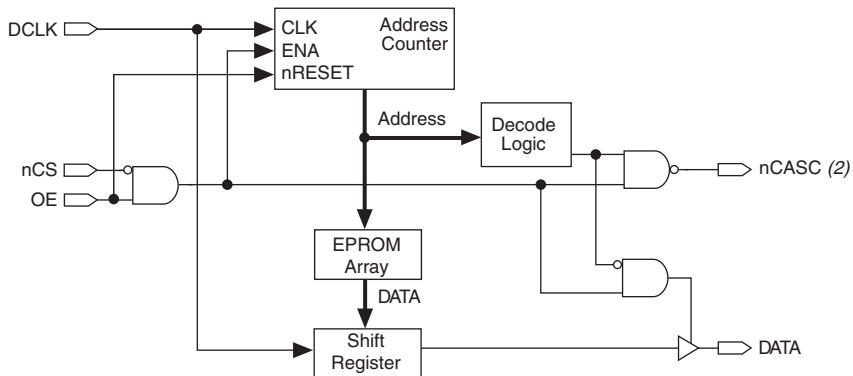 DCLK
CLK
ENA
nRESET
Address
Counter
Address
Decode
Logic
nCS
OE
nCASC (2)
EPROM
Array
DATA
Shift
Register
DATA